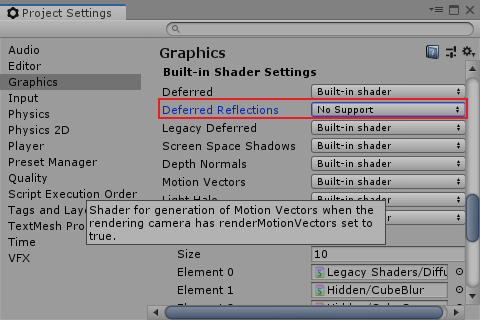 Project Settings
Audio
Editor
Graphics
Input
Physics
Physics 2D
Player
Preset Manager
Quality
Script Execution Order
Tags and Laye
TextMesh Pro
Time
VFX
Graphics
Built-in Shader Settings
Deferred Built-in shader
Deferred Reflections No Support
Legacy Deferred Built-in shader
Screen Space Shadows Built-in shader
Depth Normals Built-in shader
Motion Vectors Built-in shader
Light Halo Built-in shader
Shader for generation of Motion Vectors when the
rendering camera has renderMotionVectors set to
true.
shader
Size 10
Element 0 Legacy Shaders/Diffu
Element 1 Hidden/CubeBlur